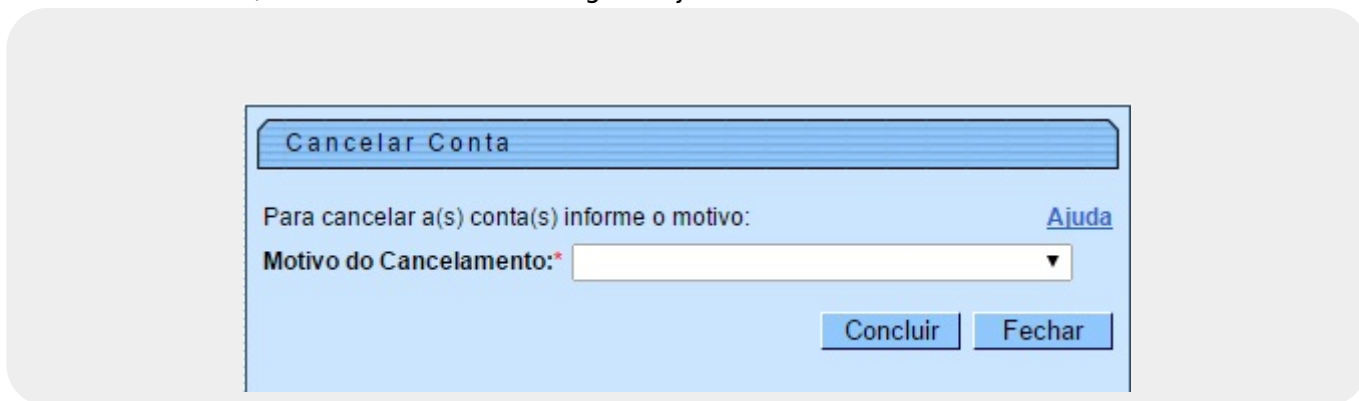 Cancelar Conta
Para cancelar a(s) conta(s) informe o motivo: Ajuda
Motivo do Cancelamento:*
Concluir Fechar